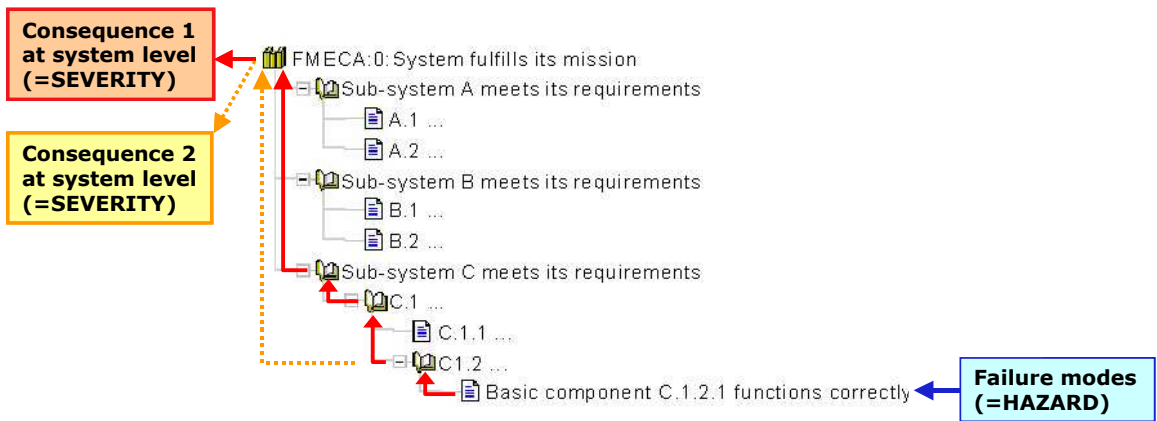 Consequence 1
at system level
(=SEVERITY)
FMECA:0: System fulfills its mission
Sub-system A meets its requirements
A.1 ...
A.2 ...
Consequence 2
at system level
(=SEVERITY)
Sub-system B meets its requirements
B.1 ...
B.2 ...
Sub-system C meets its requirements
C.1 ...
C.1.1 ...
C1.2 ...
Basic component C.1.2.1 functions correctly
Failure modes
(=HAZARD)